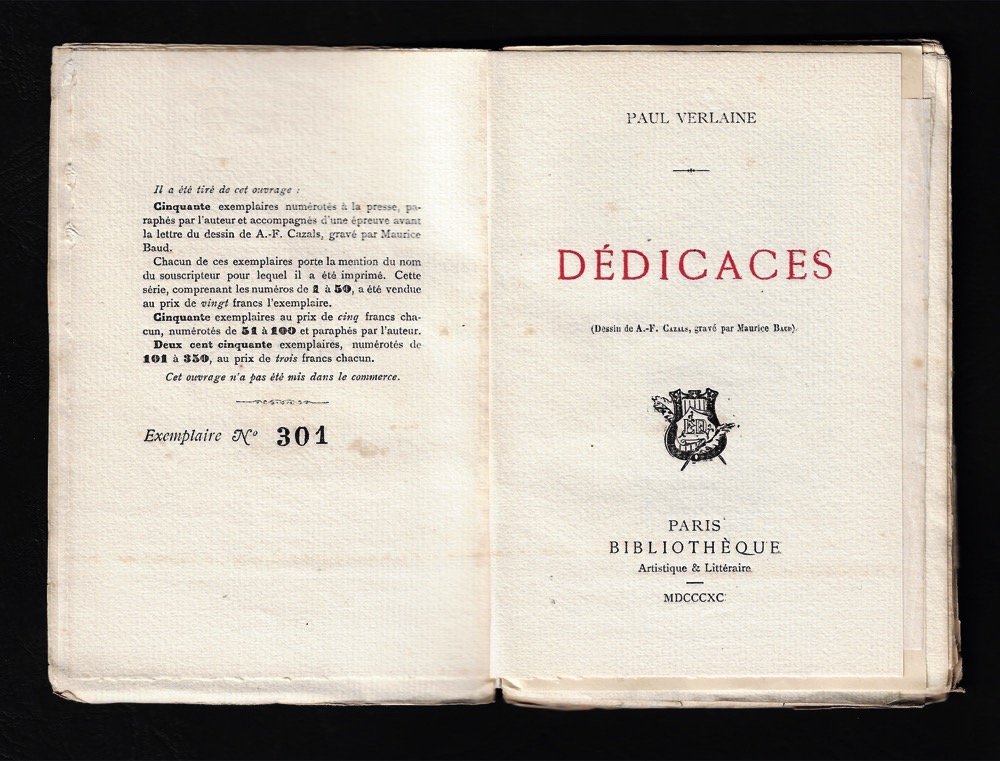 Il a été tiré de cet ouvrage :
Cinquante exemplaires numérotés à la presse, pa-
raphés par l'auteur et accompagnés d'une épreuve avant
la lettre du dessin de A.-F. Cazals, gravé par Maurice
Baud.
Chacun de ces exemplaires porte la mention du nom
du souscripteur pour lequel il a été imprimé. Cette
série, comprenant les numéros de 1 à 50, a été vendue
au prix de vingt francs l'exemplaire.
Cinquante exemplaires au prix de cinq francs cha-
cun, numérotés de 51 à 100 et paraphés par l'auteur.
Deux cent cinquante exemplaires, numérotés de
101 à 350, au prix de trois francs chacun.
Cet ouvrage n'a pas été mis dans le commerce.
Exemplaire No 301
PAUL VERLAINE
DÉDICACES
(Dessin de A.-F. CAZALS, gravé par Maurice BAUD).
PARIS
BIBLIOTHÈQUE
Artistique & Littéraire
MDCCCXC